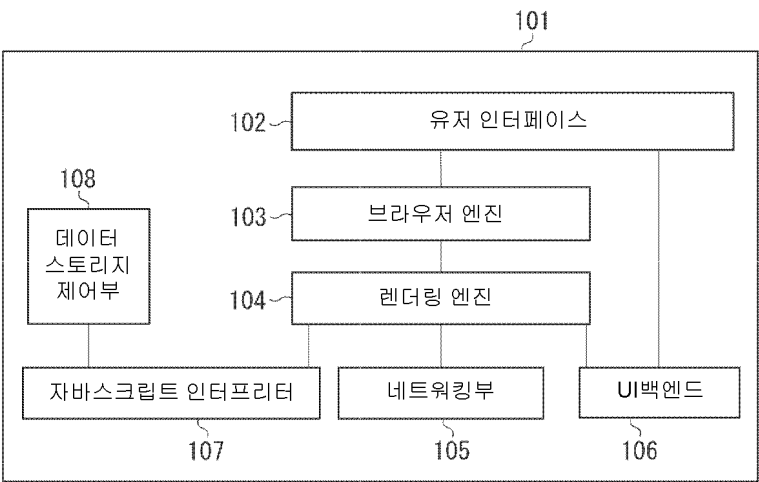 101
102
유저 인터페이스
108
103
브라우저 엔진
데이터
스토리지
제어부
104
렌더링 엔진
자바스크립트 인터프리터
네트워킹부
UI백엔드
107
105
106